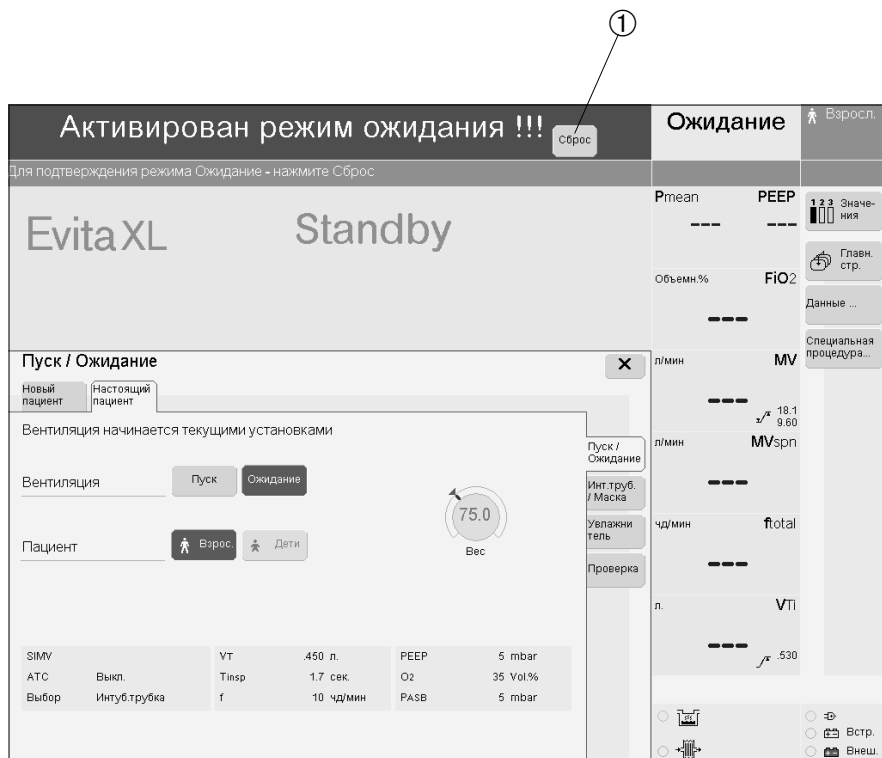 ①
Активирован режим ожидания !!!
Сброс
Ожидание
Взросл.
Для подтверждения режима Ожидание - нажмите Сброс
Evita XL
Standby
Pmean PEEP
--- ---
Объемн.% FiO2
---
л/мин MV
---
18.1
9.60
л/мин MVspn
---
чд/мин ftotal
---
л. VTi
---
.530
1 2 3 Значе-
ния
Главн.
стр.
Данные ...
Специальная
процедура...
Пуск / Ожидание
X
Новый
пациент
Настоящий
пациент
Вентиляция начинается текущими установками
Вентиляция
Пуск
Ожидание
Пациент
Взрос.
Дети
75.0
Вес
Пуск /
Ожидание
Инт.труб.
/ Маска
Увлажни
тель
Проверка
SIMV VT .450 л. PEEP 5 mbar
ATC Выкл. Tinsp 1.7 сек. O2 35 Vol.%
Выбор Интуб.трубка f 10 чд/мин PASB 5 mbar
Встр.
Внеш.